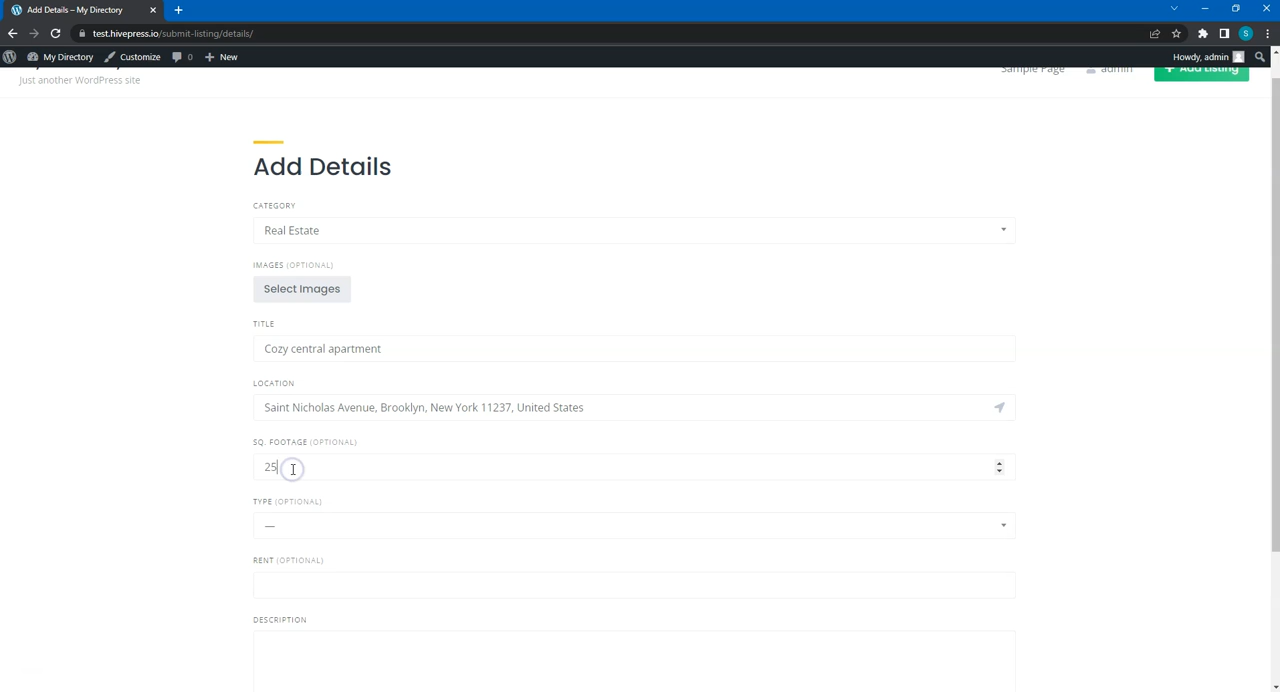 Add Details – My Directory
test.hivepress.io/submit-listing/details/
S
My Directory Customize 0 New
Howdy, admin
Just another WordPress site
Sample Page admin Add Listing
Add Details
CATEGORY
Real Estate
IMAGES (OPTIONAL)
Select Images
TITLE
Cozy central apartment
LOCATION
Saint Nicholas Avenue, Brooklyn, New York 11237, United States
SQ. FOOTAGE (OPTIONAL)
25
TYPE (OPTIONAL)
—
RENT (OPTIONAL)
DESCRIPTION